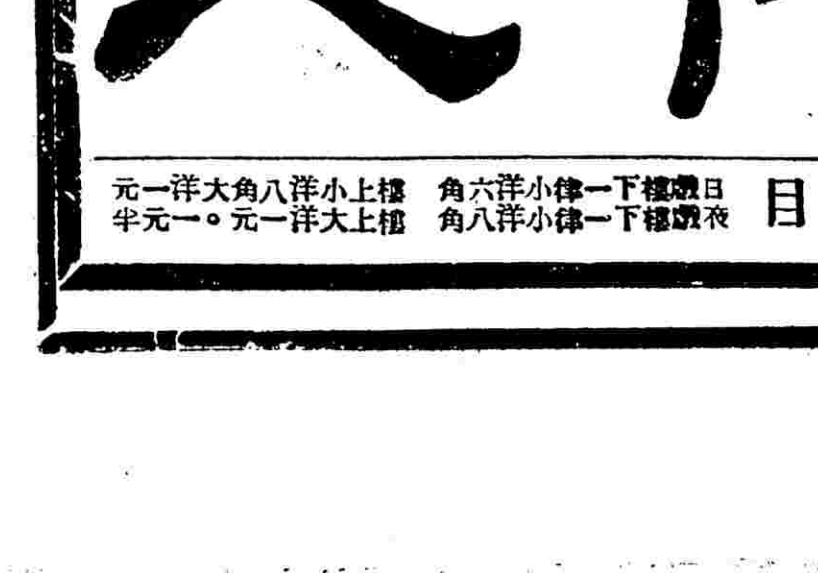 目
日戲樓下一律小洋六角 樓上小洋八角大洋一元
夜戲樓下一律小洋八角 樓上大洋一元。一元半